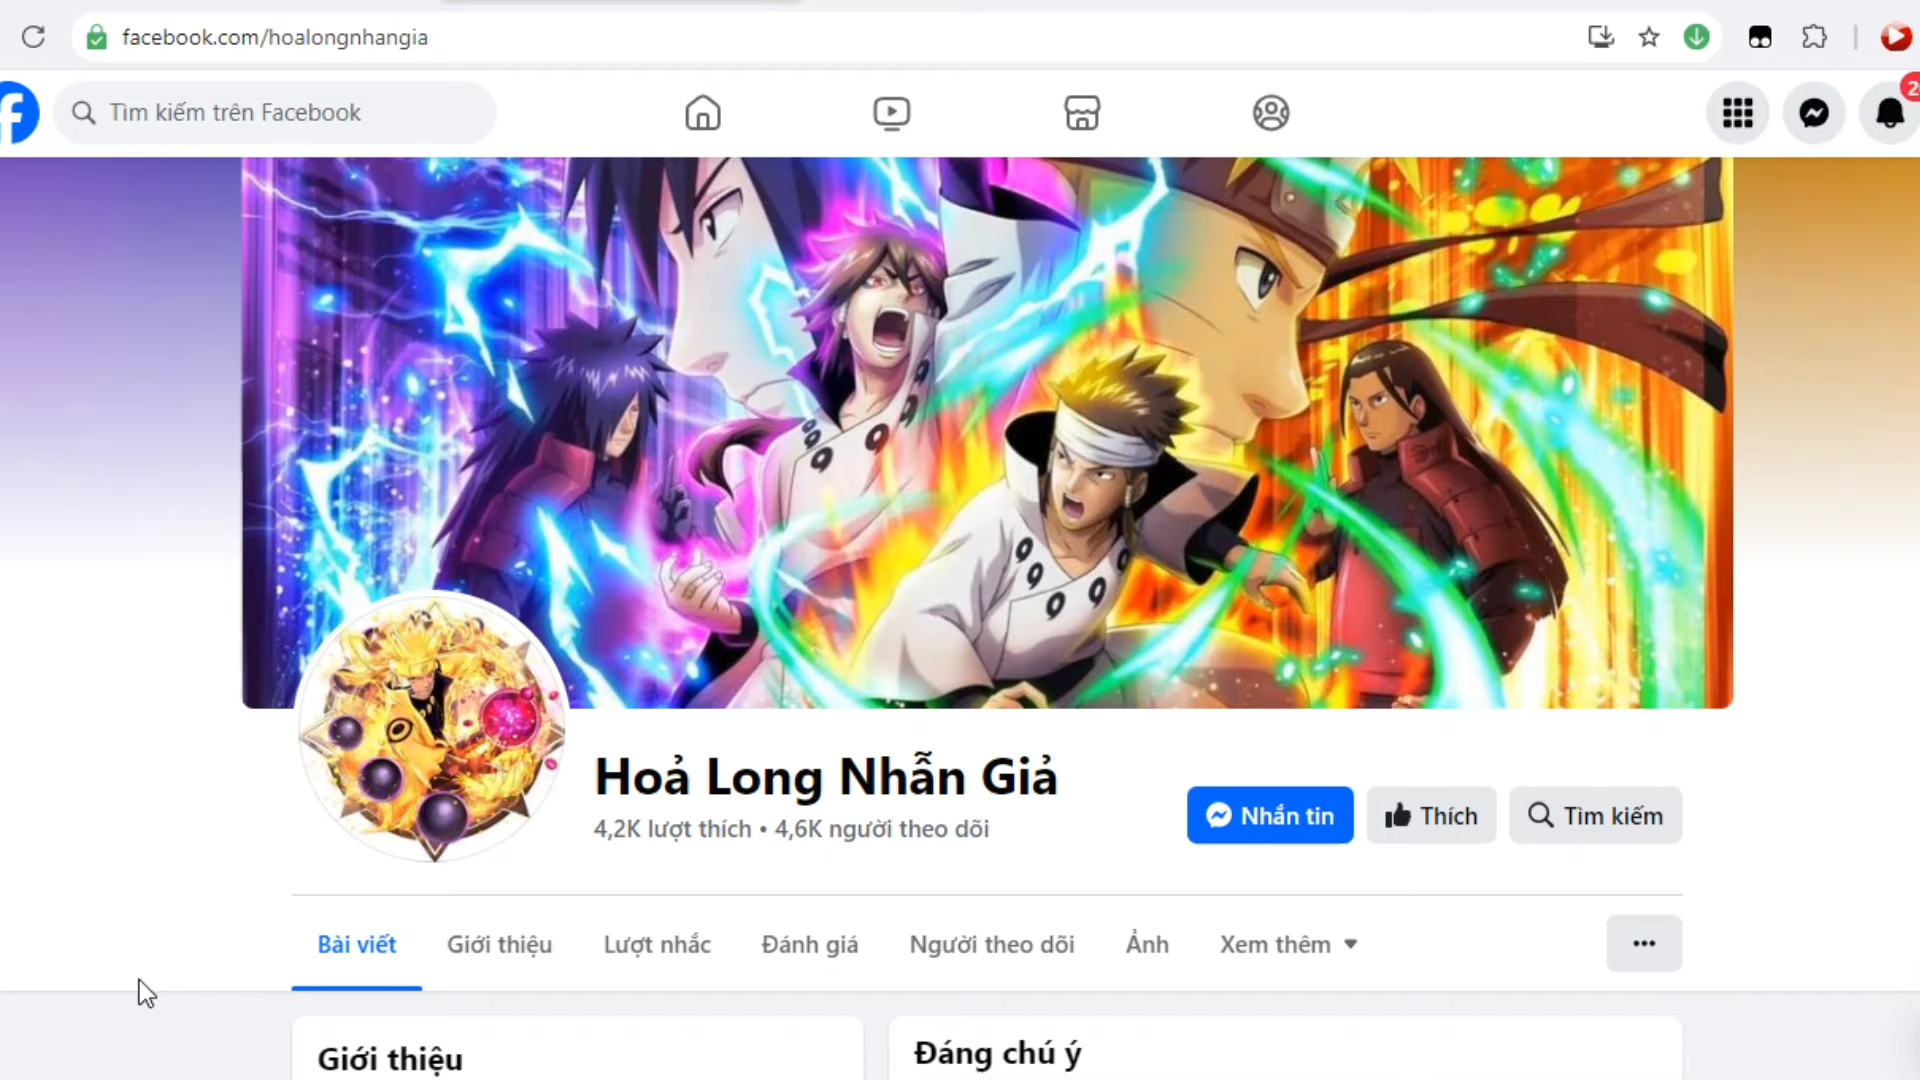 facebook.com/hoalongnhangia
Tìm kiếm trên Facebook
Hoả Long Nhẫn Giả
4,2K lượt thích • 4,6K người theo dõi
Nhắn tin
Thích
Tìm kiếm
Bài viết
Giới thiệu
Lượt nhắc
Đánh giá
Người theo dõi
Ảnh
Xem thêm
Giới thiệu
Đáng chú ý